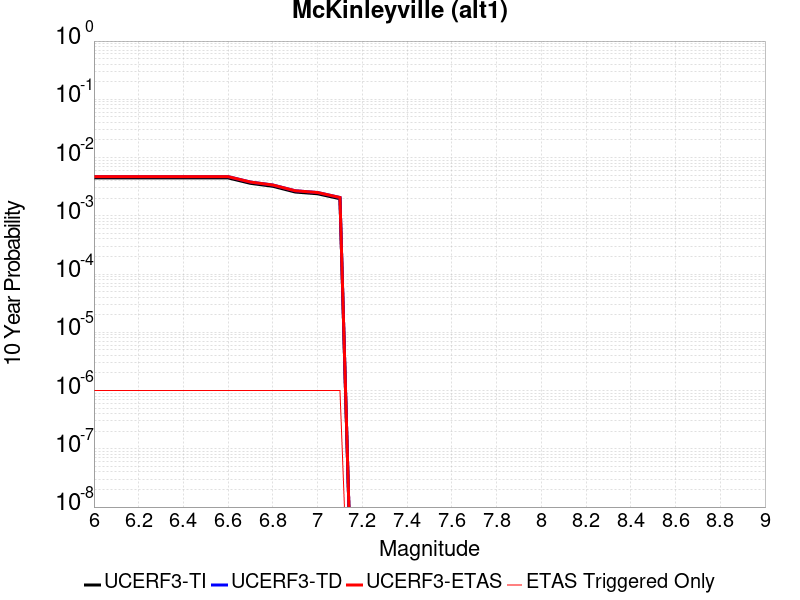 McKinleyville (alt1)
10 0
10 -1
10 -2
10 -3
10 -4
10 -5
10 -6
10 -7
10 -8
10 Year Probability
6 6.2 6.4 6.6 6.8 7 7.2 7.4 7.6 7.8 8 8.2 8.4 8.6 8.8 9
Magnitude
UCERF3-TI UCERF3-TD UCERF3-ETAS ETAS Triggered Only